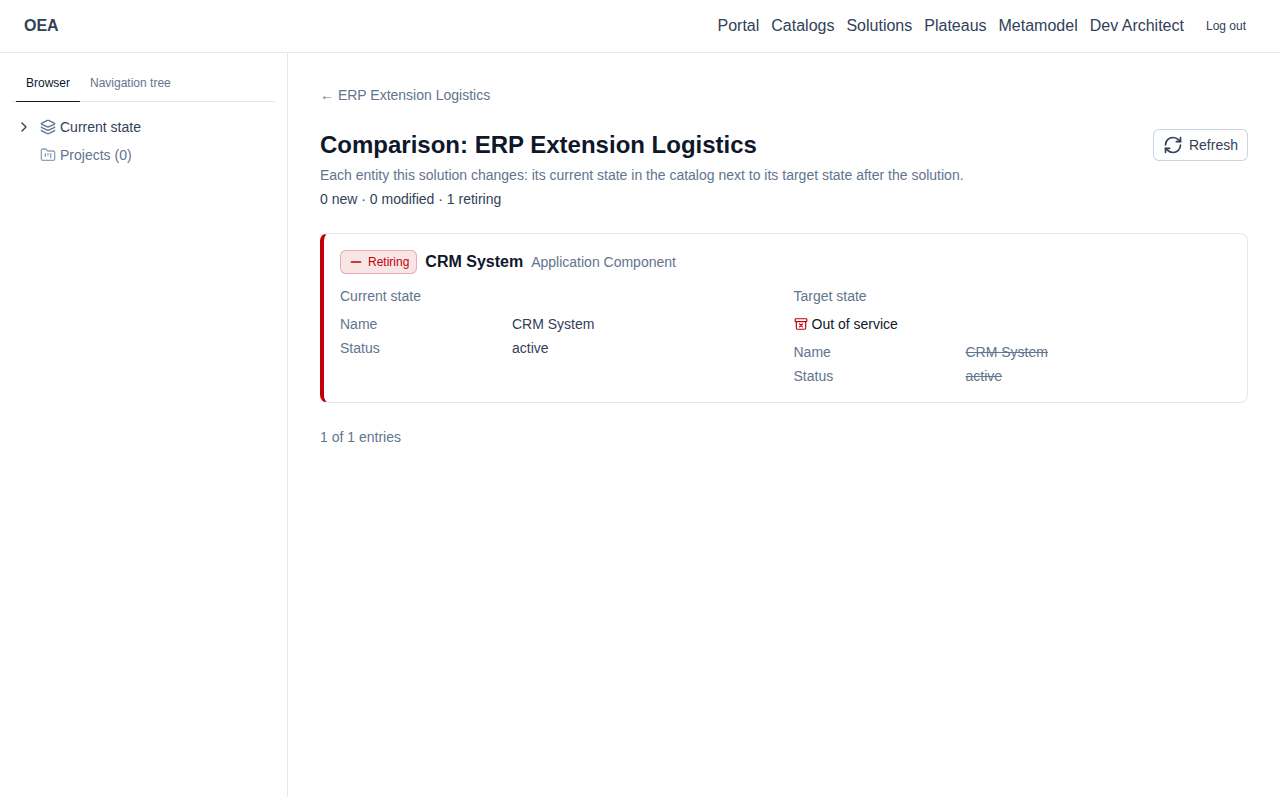 OEA
Portal Catalogs Solutions Plateaus Metamodel Dev Architect Log out
Browser Navigation tree
Current state
Projects (0)
← ERP Extension Logistics
Comparison: ERP Extension Logistics
Refresh
Each entity this solution changes: its current state in the catalog next to its target state after the solution.
0 new · 0 modified · 1 retiring
Retiring CRM System Application Component
Current state
Name CRM System
Status active
Target state
Out of service
Name CRM System
Status active
1 of 1 entries